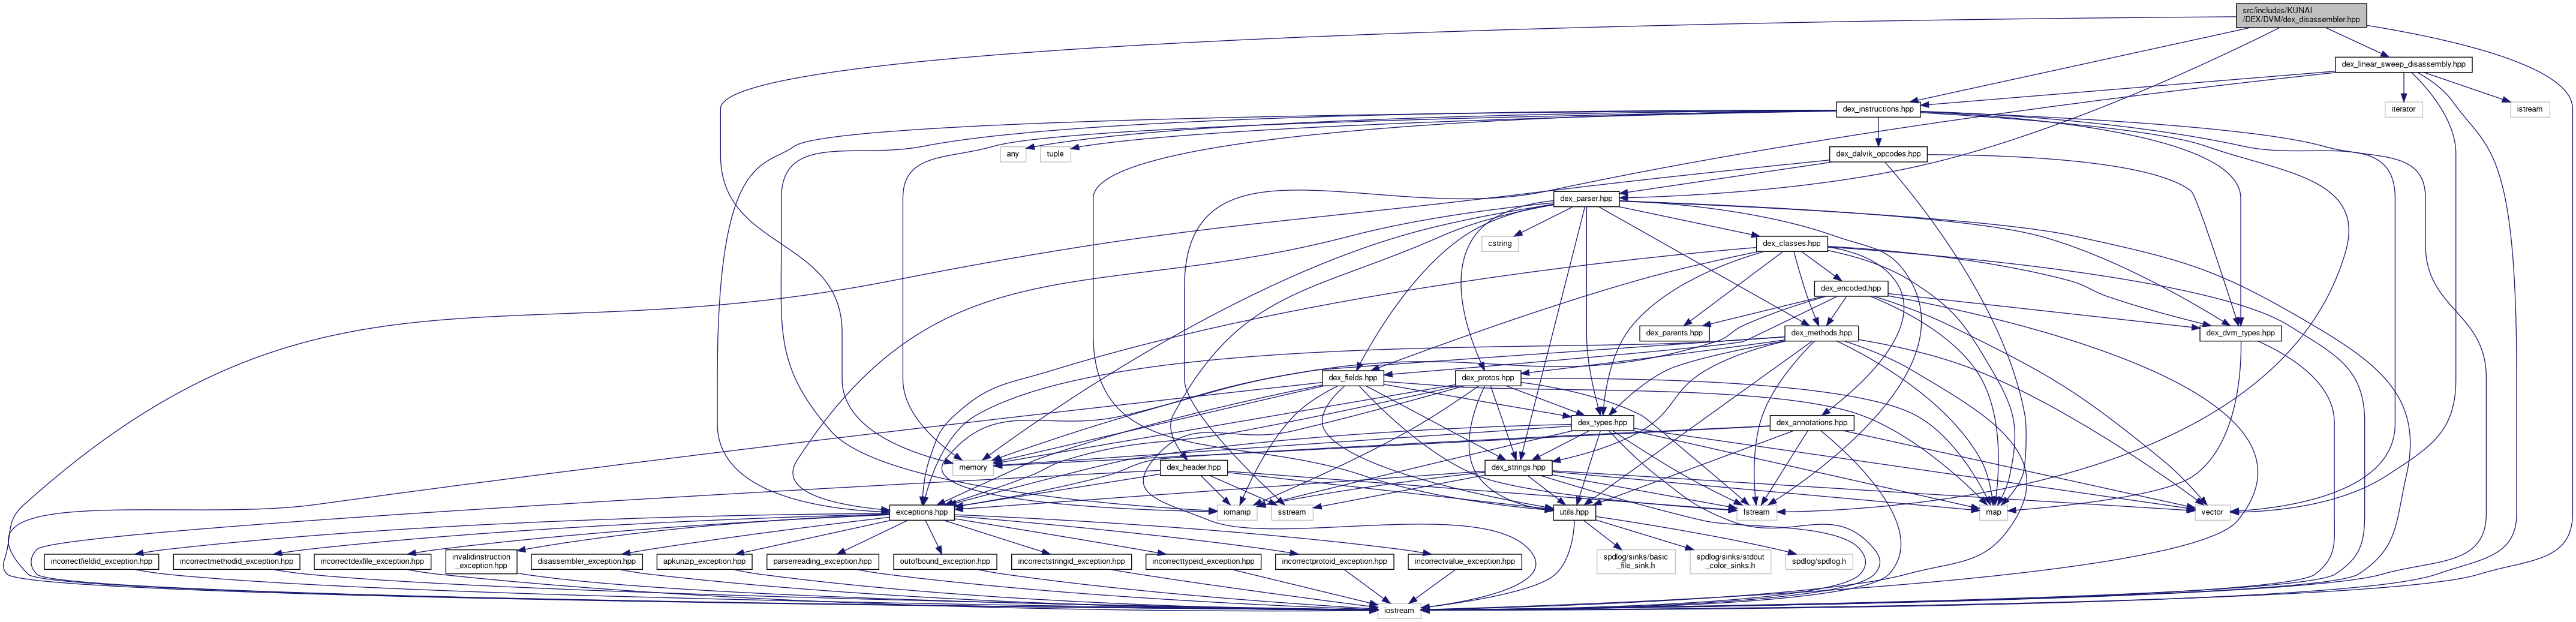 src/includes/KUNAI
/DEX/DVM/dex_disassembler.hpp
dex_linear_sweep_disassembly.hpp
dex_instructions.hpp
iterator
istream
any
tuple
dex_dalvik_opcodes.hpp
dex_parser.hpp
cstring
dex_classes.hpp
dex_encoded.hpp
dex_parents.hpp
dex_methods.hpp
dex_dvm_types.hpp
dex_fields.hpp
dex_protos.hpp
dex_types.hpp
dex_annotations.hpp
memory
dex_header.hpp
dex_strings.hpp
exceptions.hpp
iomanip
sstream
utils.hpp
fstream
map
vector
incorrectfieldid_exception.hpp
incorrectmethodid_exception.hpp
incorrectdexfile_exception.hpp
invalidinstruction
_exception.hpp
disassembler_exception.hpp
apkunzip_exception.hpp
parserreading_exception.hpp
outofbound_exception.hpp
incorrectstringid_exception.hpp
incorrecttypeid_exception.hpp
incorrectprotoid_exception.hpp
incorrectvalue_exception.hpp
spdlog/sinks/basic
_file_sink.h
spdlog/sinks/stdout
_color_sinks.h
spdlog/spdlog.h
iostream